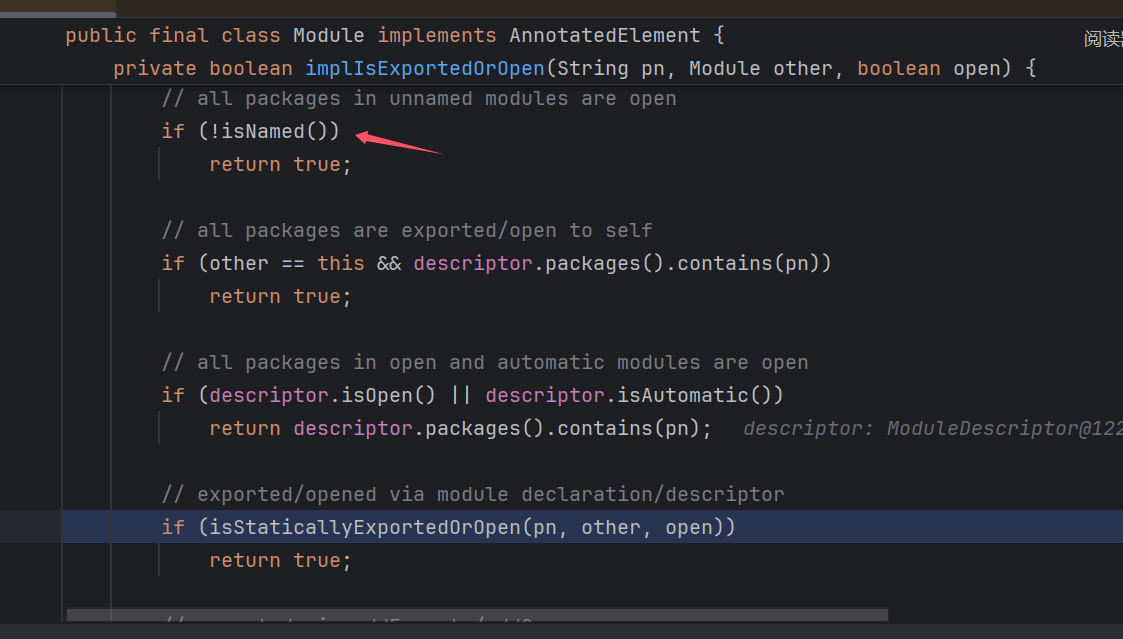 public final class Module implements AnnotatedElement {
阅读
private boolean implIsExportedOrOpen(String pn, Module other, boolean open) {
// all packages in unnamed modules are open
if (!isNamed())
return true;
// all packages are exported/open to self
if (other == this && descriptor.packages().contains(pn))
return true;
// all packages in open and automatic modules are open
if (descriptor.isOpen() || descriptor.isAutomatic())
return descriptor.packages().contains(pn); descriptor: ModuleDescriptor@122
// exported/opened via module declaration/descriptor
if (isStaticallyExportedOrOpen(pn, other, open))
return true;